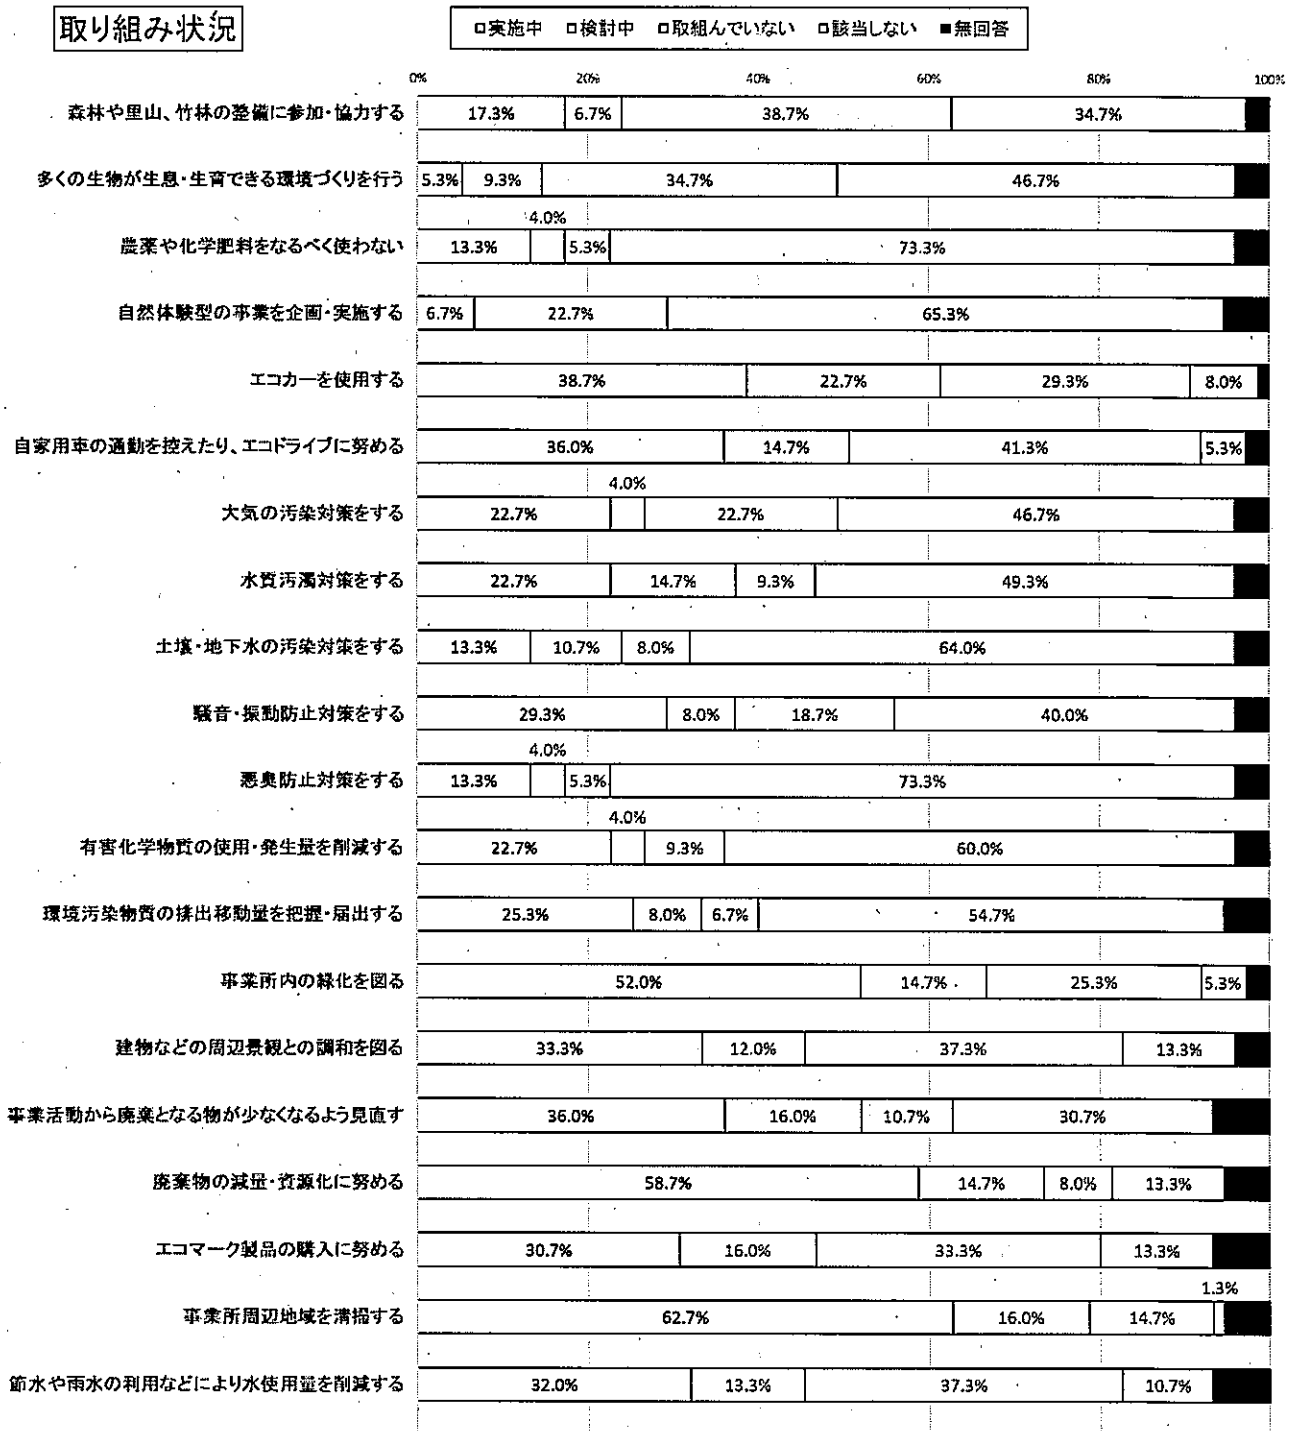 取り組み状況
□実施中 □検討中 □取組んでいない □該当しない ■無回答
0% 20% 40% 60% 80% 100%
森林や里山、竹林の整備に参加・協力する 17.3% 6.7% 38.7% 34.7%
多くの生物が生息・生育できる環境づくりを行う 5.3% 9.3% 34.7% 46.7%
4.0%
農薬や化学肥料をなるべく使わない 13.3% 5.3% 73.3%
自然体験型の事業を企画・実施する 6.7% 22.7% 65.3%
エコカーを使用する 38.7% 22.7% 29.3% 8.0%
自家用車の通勤を控えたり、エコドライブに努める 36.0% 14.7% 41.3% 5.3%
4.0%
大気の汚染対策をする 22.7% 22.7% 46.7%
水質汚濁対策をする 22.7% 14.7% 9.3% 49.3%
土壌・地下水の汚染対策をする 13.3% 10.7% 8.0% 64.0%
騒音・振動防止対策をする 29.3% 8.0% 18.7% 40.0%
4.0%
悪臭防止対策をする 13.3% 5.3% 73.3%
4.0%
有害化学物質の使用・発生量を削減する 22.7% 9.3% 60.0%
環境汚染物質の排出移動量を把握・届出する 25.3% 8.0% 6.7% 54.7%
事業所内の緑化を図る 52.0% 14.7% 25.3% 5.3%
建物などの周辺景観との調和を図る 33.3% 12.0% 37.3% 13.3%
事業活動から廃棄となる物が少なくなるよう見直す 36.0% 16.0% 10.7% 30.7%
廃棄物の減量・資源化に努める 58.7% 14.7% 8.0% 13.3%
エコマーク製品の購入に努める 30.7% 16.0% 33.3% 13.3%
1.3%
事業所周辺地域を清掃する 62.7% 16.0% 14.7%
節水や雨水の利用などにより水使用量を削減する 32.0% 13.3% 37.3% 10.7%